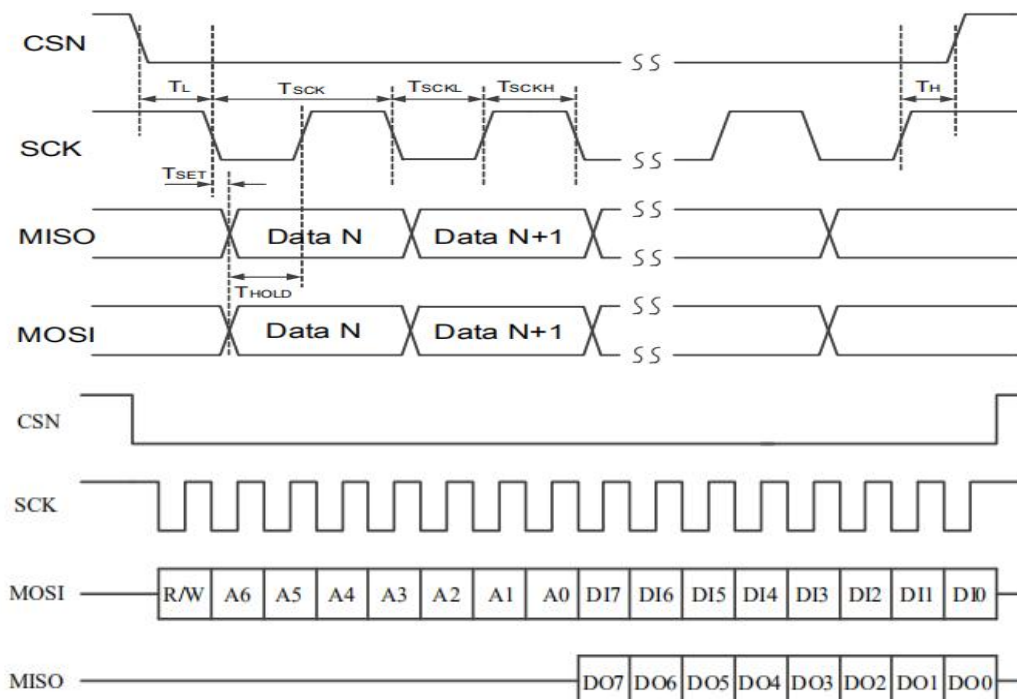 CSN
TL TSCK TSCKL TSCKH TH
SCK
TSET
MISO Data N Data N+1
THOLD
MOSI Data N Data N+1
CSN
SCK
MOSI R/W A6 A5 A4 A3 A2 A1 A0 DI7 DI6 DI5 DI4 DI3 DI2 DI1 DI0
MISO DO7 DO6 DO5 DO4 DO3 DO2 DO1 DO0